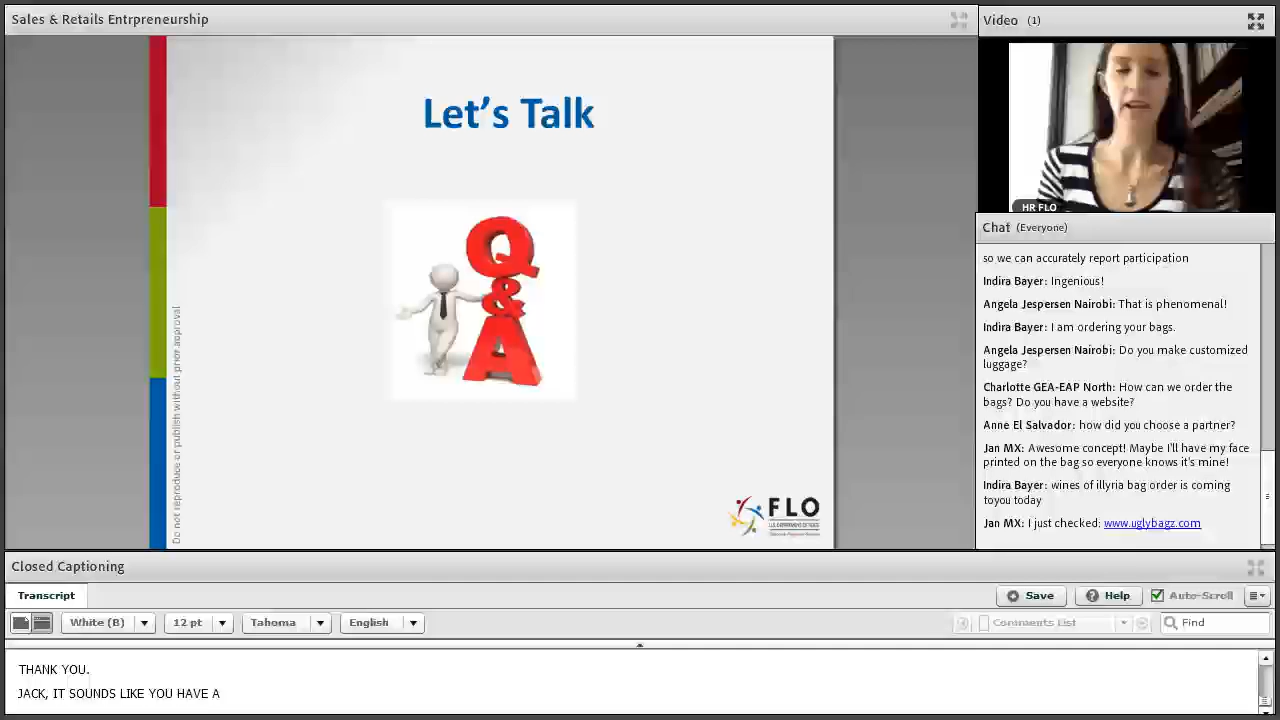 Sales & Retails Entrpreneurship
Let's Talk
Q
&
A
Do not reproduce or publish without prior approval
FLO
Video (1)
HR FLO
Chat (Everyone)
so we can accurately report participation
Indira Bayer: Ingenious!
Angela Jespersen Nairobi: That is phenomenal!
Indira Bayer: I am ordering your bags.
Angela Jespersen Nairobi: Do you make customized
luggage?
Charlotte GEA-EAP North: How can we order the
bags? Do you have a website?
Anne El Salvador: how did you choose a partner?
Jan MX: Awesome concept! Maybe I'll have my face
printed on the bag so everyone knows it's mine!
Indira Bayer: wines of illyria bag order is coming
toyou today
Jan MX: I just checked: www.uglybagz.com
Closed Captioning
Transcript
Save
Help
Auto-Scroll
White (B)
12 pt
Tahoma
English
Comments List
Find
THANK YOU.
JACK, IT SOUNDS LIKE YOU HAVE A